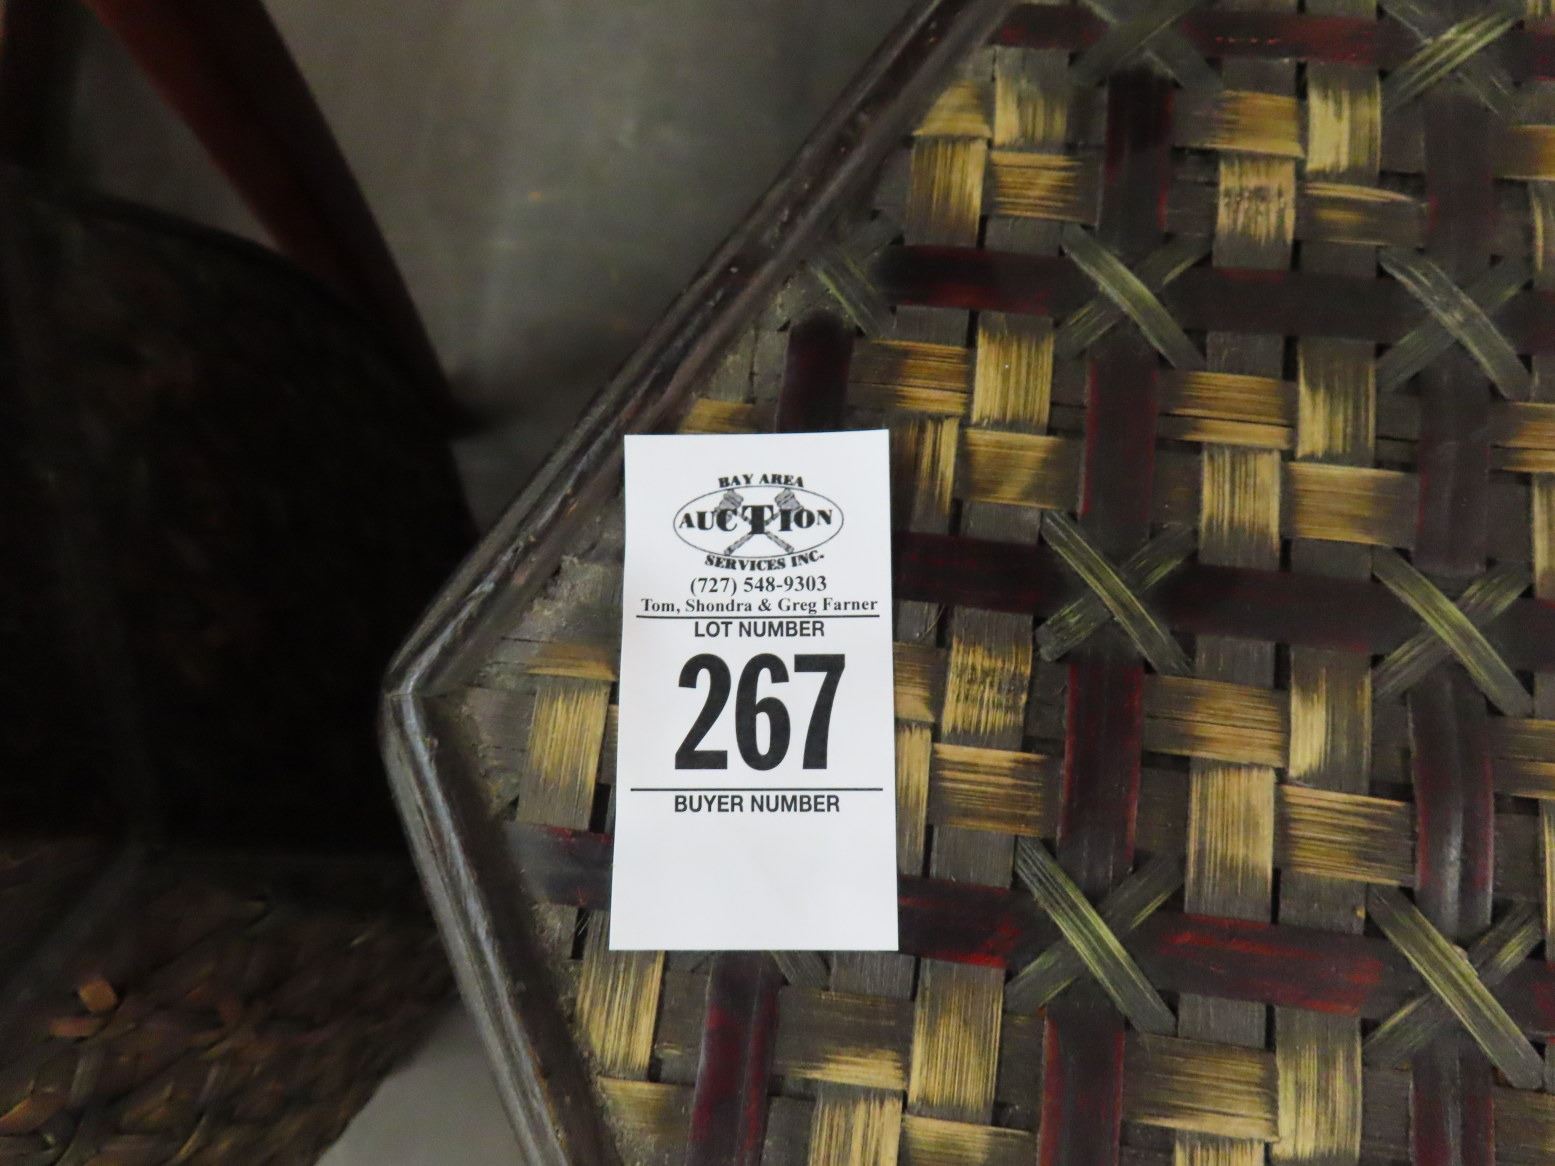 BAY AREA
AUCTION
SERVICES INC.
(727) 548-9303
Tom, Shondra & Greg Farner
LOT NUMBER
267
BUYER NUMBER